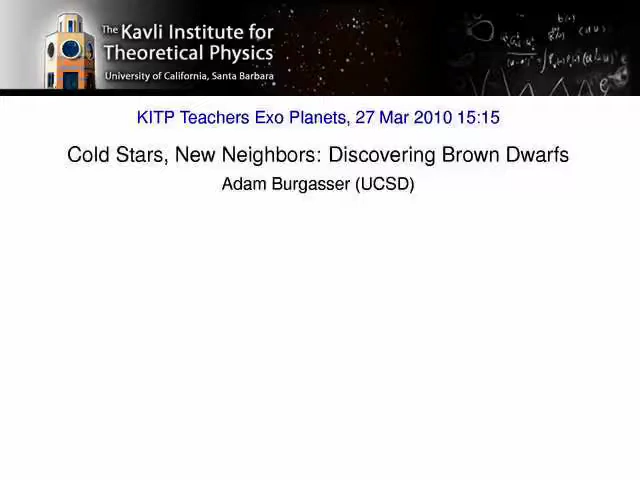 The Kavli Institute for
Theoretical Physics
University of California, Santa Barbara
KITP Teachers Exo Planets, 27 Mar 2010 15:15
Cold Stars, New Neighbors: Discovering Brown Dwarfs
Adam Burgasser (UCSD)